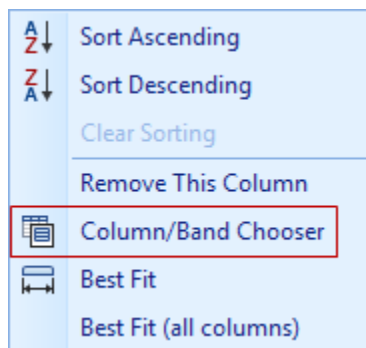 Sort Ascending
Sort Descending
Clear Sorting
Remove This Column
Column/Band Chooser
Best Fit
Best Fit (all columns)